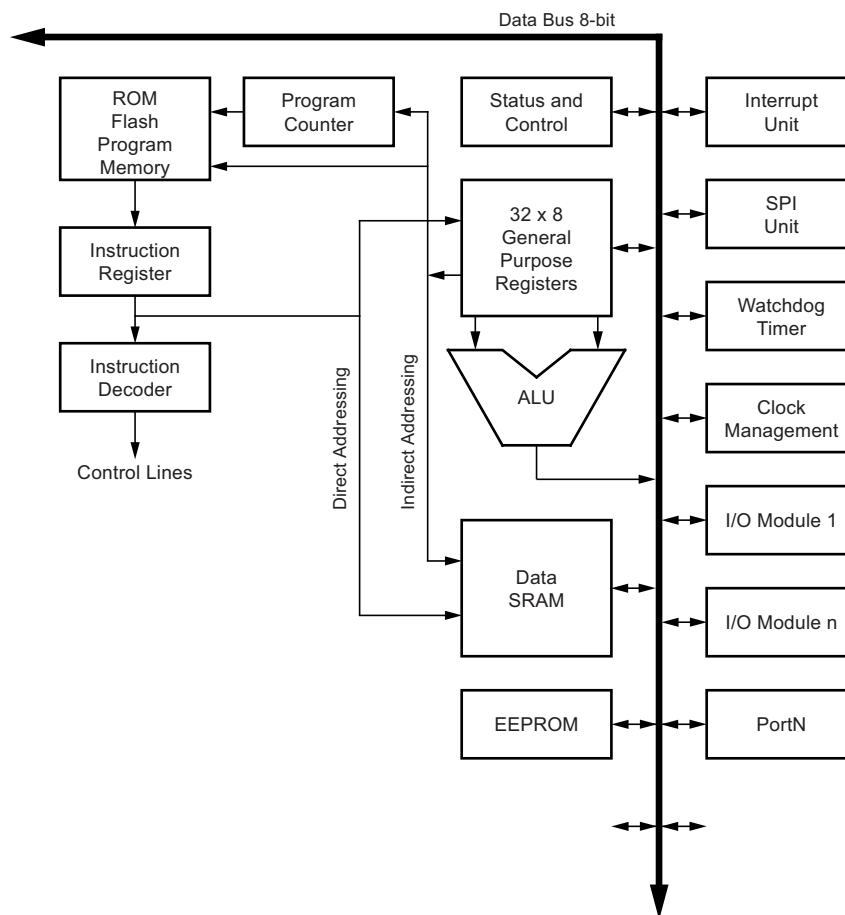 Data Bus 8-bit
ROM
Flash
Program
Memory
Program
Counter
Status and
Control
Interrupt
Unit
32 x 8
General
Purpose
Registers
SPI
Unit
Instruction
Register
Watchdog
Timer
Instruction
Decoder
ALU
Direct Addressing
Indirect Addressing
Clock
Management
Control Lines
I/O Module 1
Data
SRAM
I/O Module n
EEPROM
PortN